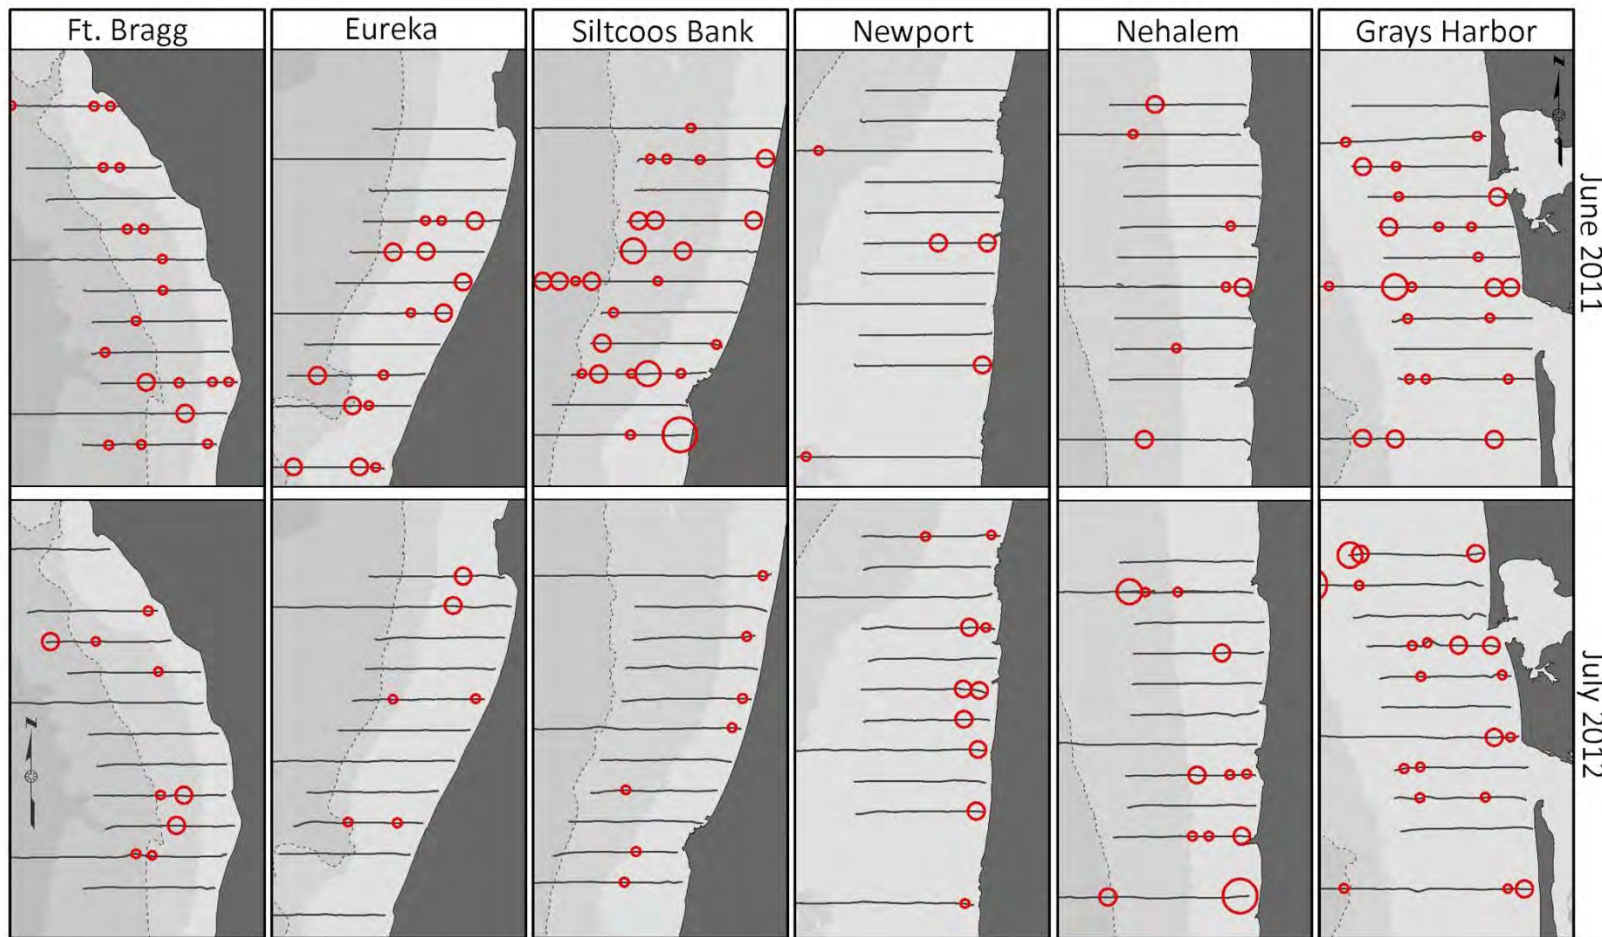 Ft. Bragg
Eureka
Siltcoos Bank
Newport
Nehalem
Grays Harbor
N
June 2011
N
July 2012